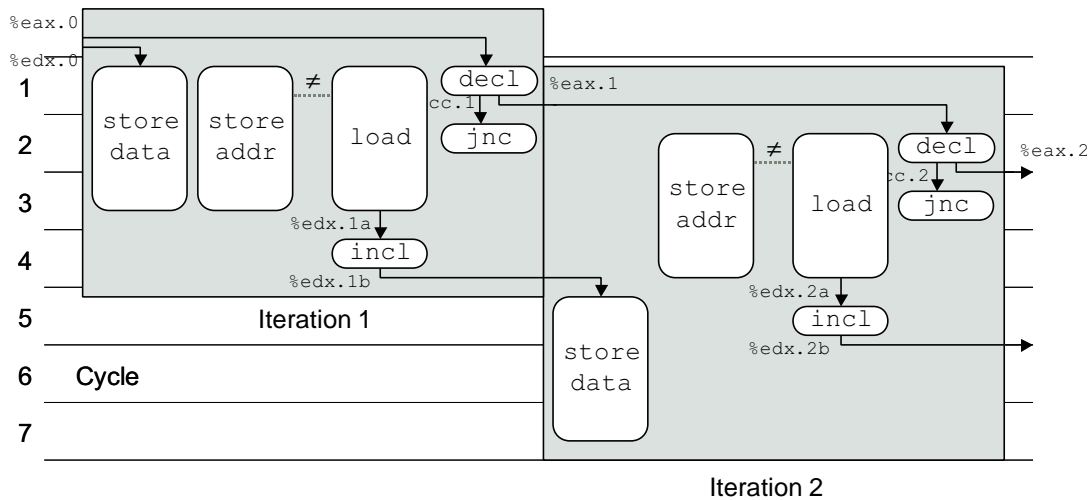 %eax.0
%edx.0
1
2
3
4
5
6
7
Cycle
store
data
store
addr
≠
load
decl
cc.1
jnc
%edx.1a
incl
%edx.1b
Iteration 1
%eax.1
store
data
store
addr
≠
load
decl
cc.2
jnc
%eax.2
%edx.2a
incl
%edx.2b
Iteration 2